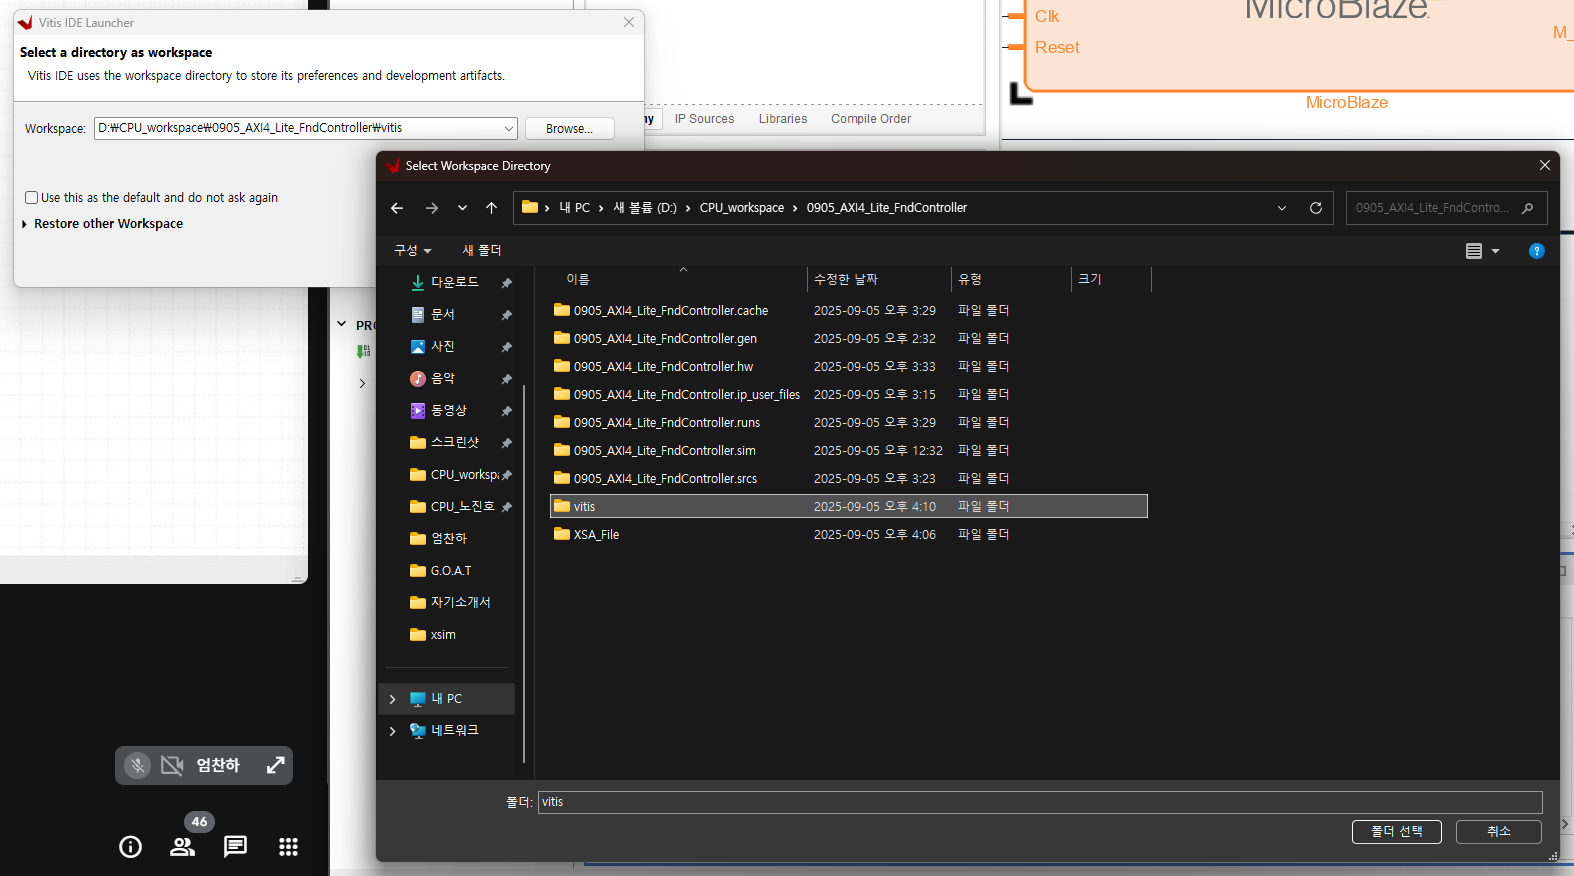 Vitis IDE Launcher
Select a directory as workspace
Vitis IDE uses the workspace directory to store its preferences and development artifacts.
Workspace: D:₩CPU_workspace₩0905_AXI4_Lite_FndController₩vitis Browse...
Use this as the default and do not ask again
Restore other Workspace
MicroBlaze
Clk
Reset
M_
MicroBlaze
ny IP Sources Libraries Compile Order
PRO
Select Workspace Directory
내 PC › 새 볼륨 (D:) › CPU_workspace › 0905_AXI4_Lite_FndController
0905_AXI4_Lite_FndContro...
구성 새 폴더
이름 수정한 날짜 유형 크기
다운로드
문서
사진
음악
동영상
스크린샷
CPU_worksp
CPU_노진호
엄찬하
G.O.A.T
자기소개서
xsim
내 PC
네트워크
0905_AXI4_Lite_FndController.cache 2025-09-05 오후 3:29 파일 폴더
0905_AXI4_Lite_FndController.gen 2025-09-05 오후 2:32 파일 폴더
0905_AXI4_Lite_FndController.hw 2025-09-05 오후 3:33 파일 폴더
0905_AXI4_Lite_FndController.ip_user_files 2025-09-05 오후 3:15 파일 폴더
0905_AXI4_Lite_FndController.runs 2025-09-05 오후 3:29 파일 폴더
0905_AXI4_Lite_FndController.sim 2025-09-05 오후 12:32 파일 폴더
0905_AXI4_Lite_FndController.srcs 2025-09-05 오후 3:23 파일 폴더
vitis 2025-09-05 오후 4:10 파일 폴더
XSA_File 2025-09-05 오후 4:06 파일 폴더
폴더: vitis
폴더 선택 취소
엄찬하
46